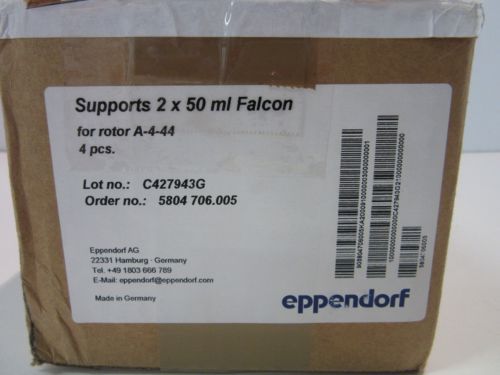 Supports 2 x 50 ml Falcon
for rotor A-4-44
4 pcs.
Lot no.: C427943G
Order no.: 5804 706.005
Eppendorf AG
22331 Hamburg · Germany
Tel. +49 1803 666 789
E-Mail: eppendorf@eppendorf.com
Made in Germany
eppendorf
5804706005